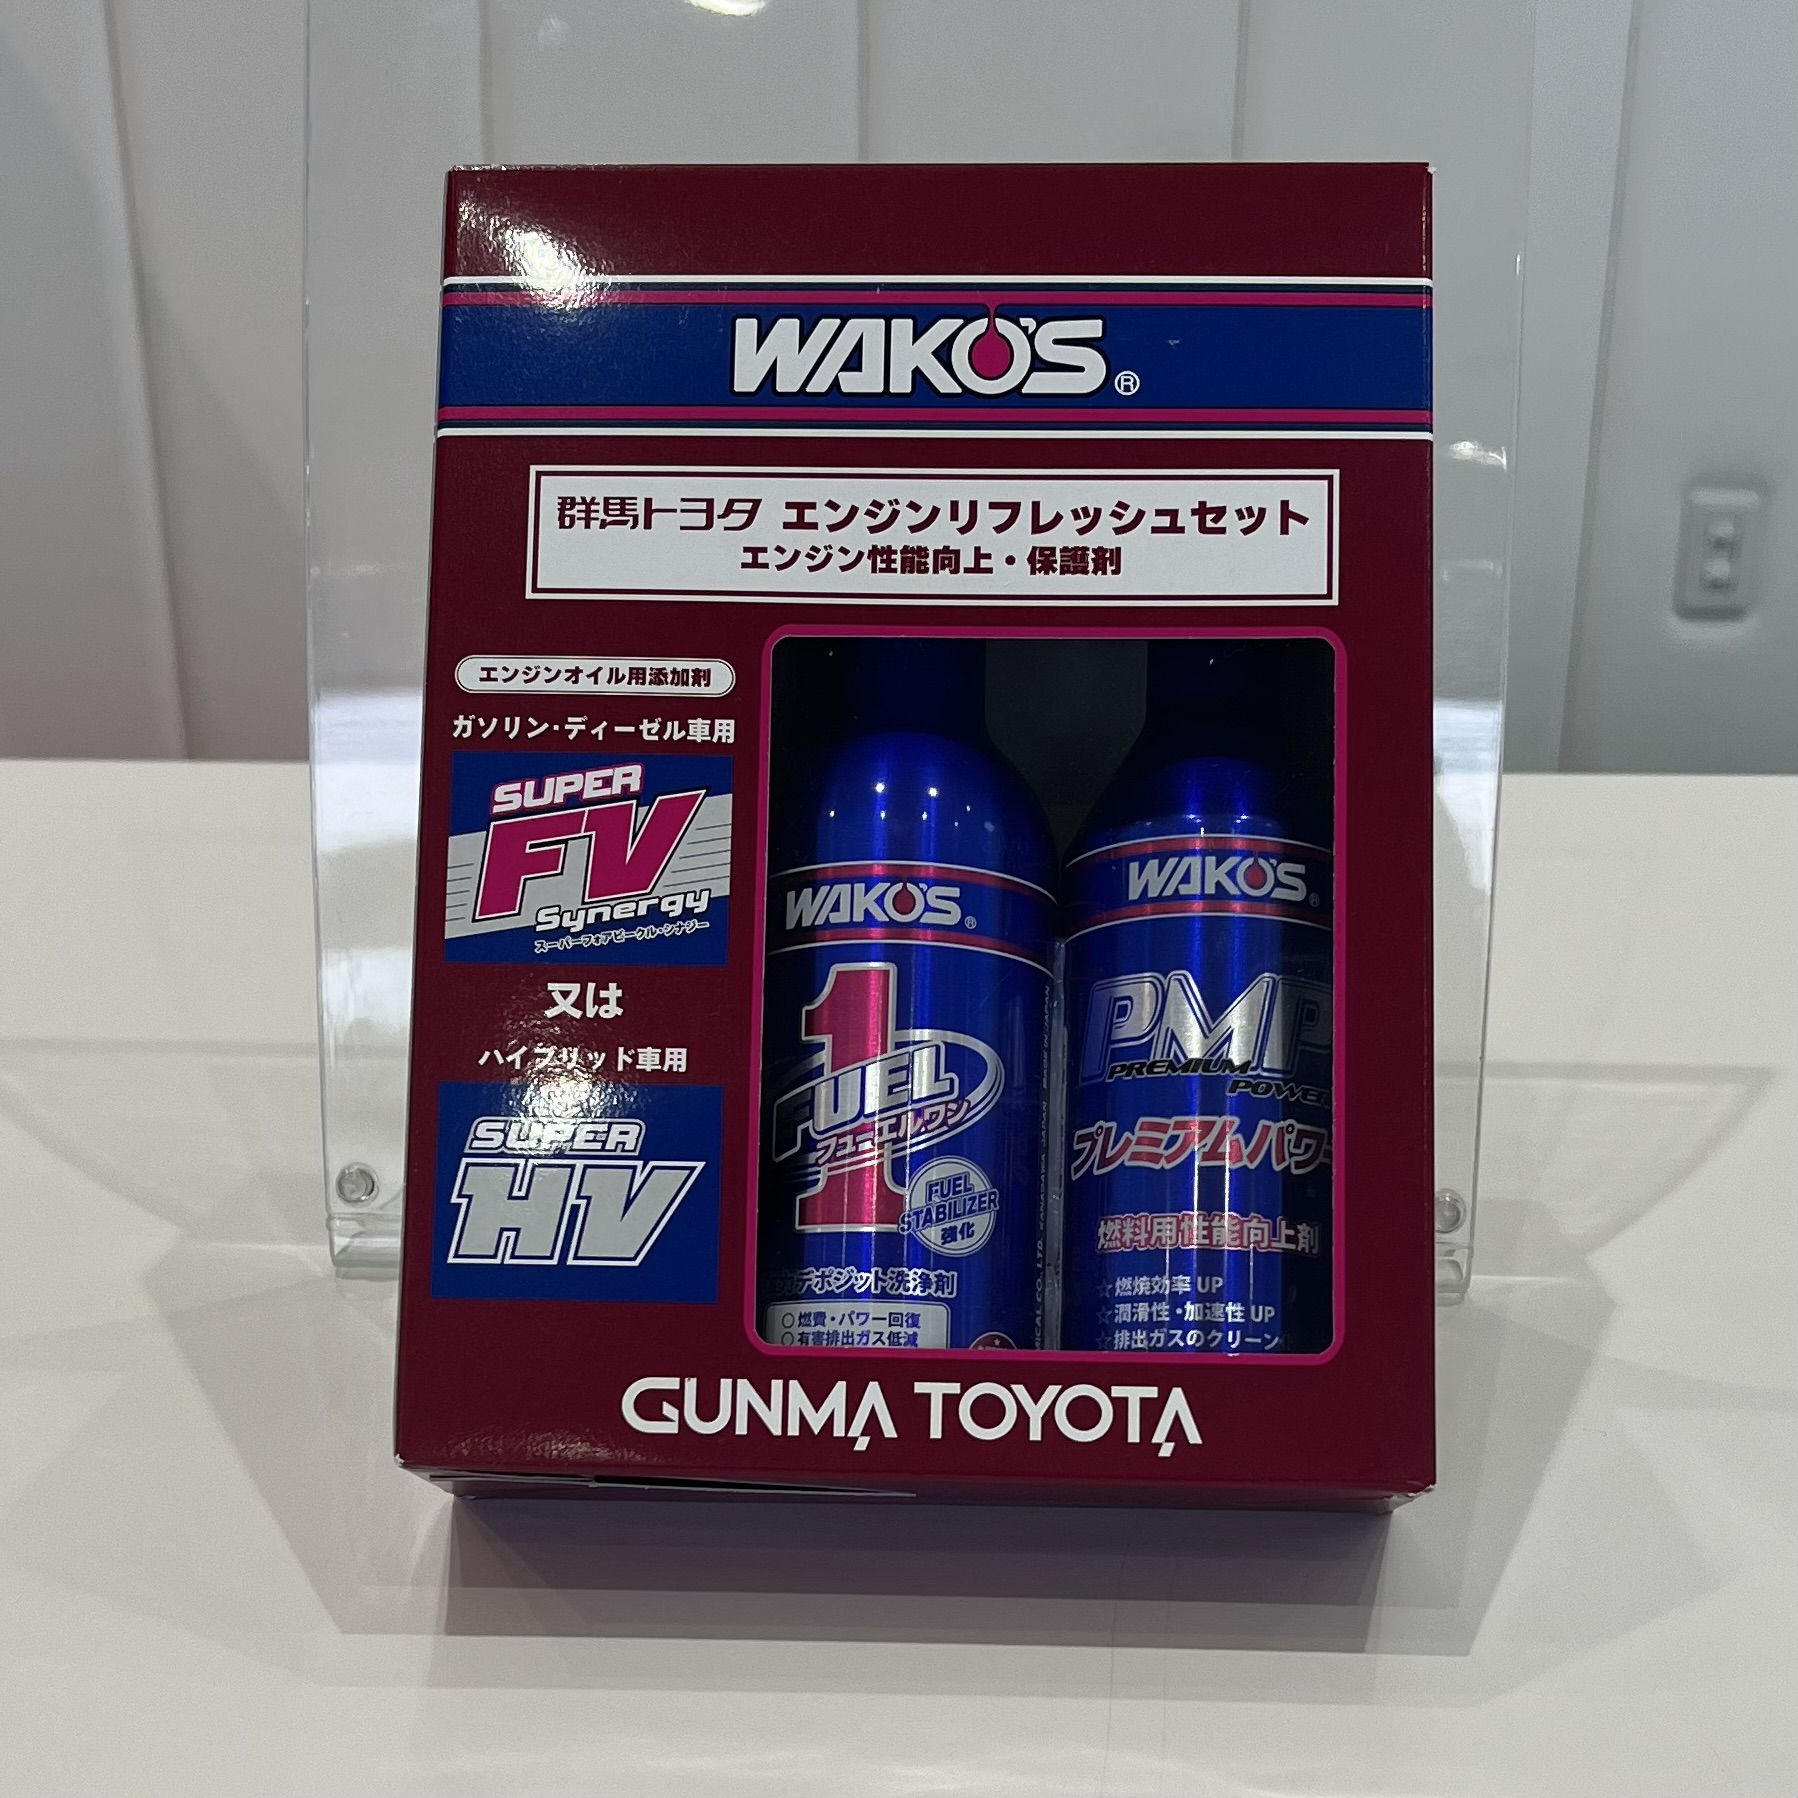 WAKO'S®
群馬トヨタ エンジンリフレッシュセット
エンジン性能向上・保護剤
エンジンオイル用添加剤
ガソリン・ディーゼル車用
SUPER
FV
Synergy
スーパーフォアビークル・シナジー
又は
ハイブリッド車用
SUPER
HV
WAKO'S®
1
FUEL
フューエルワン
FUEL
STABILIZER
強化
デポジット洗浄剤
○燃費・パワー回復
○有害排出ガス低減
WAKO'S®
PMP
PREMIUM
POWER
プレミアムパワー
燃料用性能向上剤
☆燃焼効率 UP
☆潤滑性・加速性 UP
☆排出ガスのクリーン
GUNMA TOYOTA